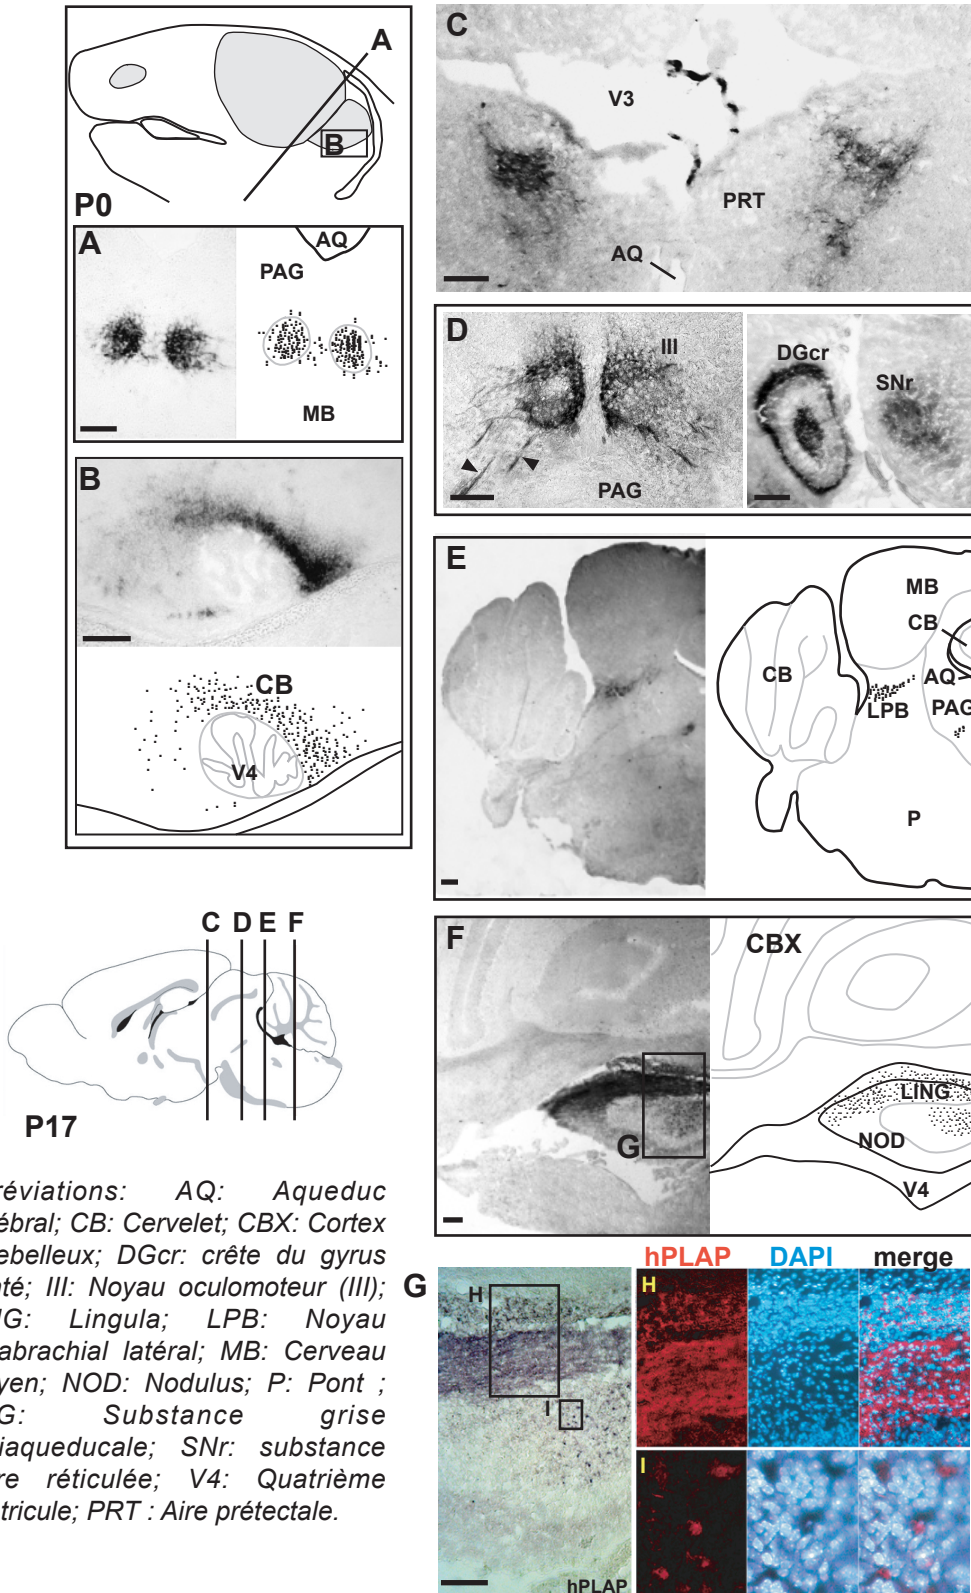 A
B
P0
A
AQ
PAG
MB
B
CB
V4
C
V3
PRT
AQ
D
III
PAG
DGcr
SNr
E
MB
CB
CB
AQ
LPB
PAG
P
F
G
CBX
LING
NOD
V4
C D E F
P17
réviations: AQ: Aqueduc
ébral; CB: Cervelet; CBX: Cortex
ebelleux; DGcr: crête du gyrus
té; III: Noyau oculomoteur (III);
G: Lingula; LPB: Noyau
abrachial latéral; MB: Cerveau
yen; NOD: Nodulus; P: Pont ;
G: Substance grise
iaqueducale; SNr: substance
re réticulée; V4: Quatrième
tricule; PRT : Aire prétectale.
G
H
I
hPLAP
hPLAP DAPI merge
H
I